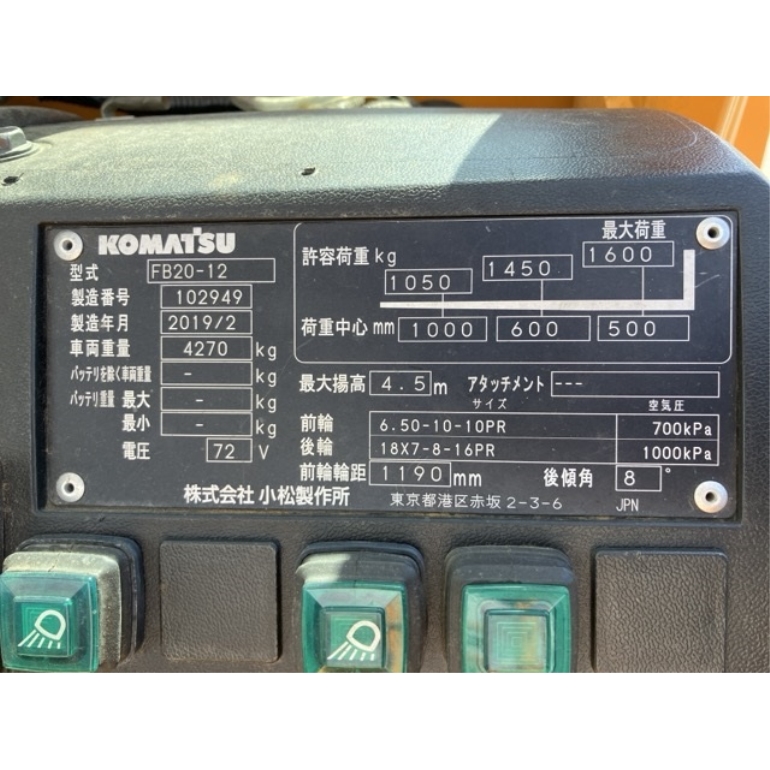 KOMATSU
型式 FB20-12
製造番号 102949
製造年月 2019/2
車両重量 4270 kg
バッテリを除く車両重量 - kg
バッテリ重量 最大 - kg
最小 - kg
電圧 72 V
最大荷重
許容荷重kg 1050 1450 1600
荷重中心mm 1000 600 500
最大揚高 4.5m アタッチメント ---
サイズ 空気圧
前輪 6.50-10-10PR 700kPa
後輪 18X7-8-16PR 1000kPa
前輪輪距 1190mm 後傾角 8°
株式会社 小松製作所 東京都港区赤坂2-3-6 JPN